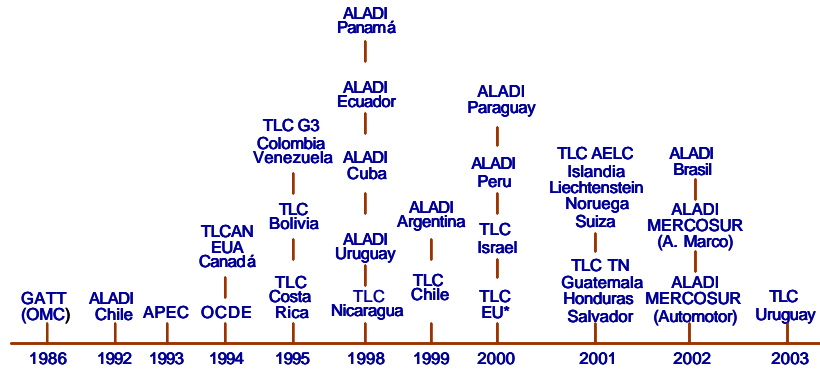 ALADI
Panamá
ALADI
Ecuador
ALADI
Paraguay
TLC G3
Colombia
Venezuela
ALADI
Cuba
ALADI
Peru
TLC AELC
Islandia
Liechtenstein
Noruega
Suiza
ALADI
Brasil
TLCAN
EUA
Canadá
TLC
Bolivia
ALADI
Uruguay
ALADI
Argentina
TLC
Israel
ALADI
MERCOSUR
(A. Marco)
GATT
(OMC)
ALADI
Chile
APEC
OCDE
TLC
Costa
Rica
TLC
Nicaragua
TLC
Chile
TLC
EU*
TLC TN
Guatemala
Honduras
Salvador
ALADI
MERCOSUR
(Automotor)
TLC
Uruguay
1986 1992 1993 1994 1995 1998 1999 2000 2001 2002 2003